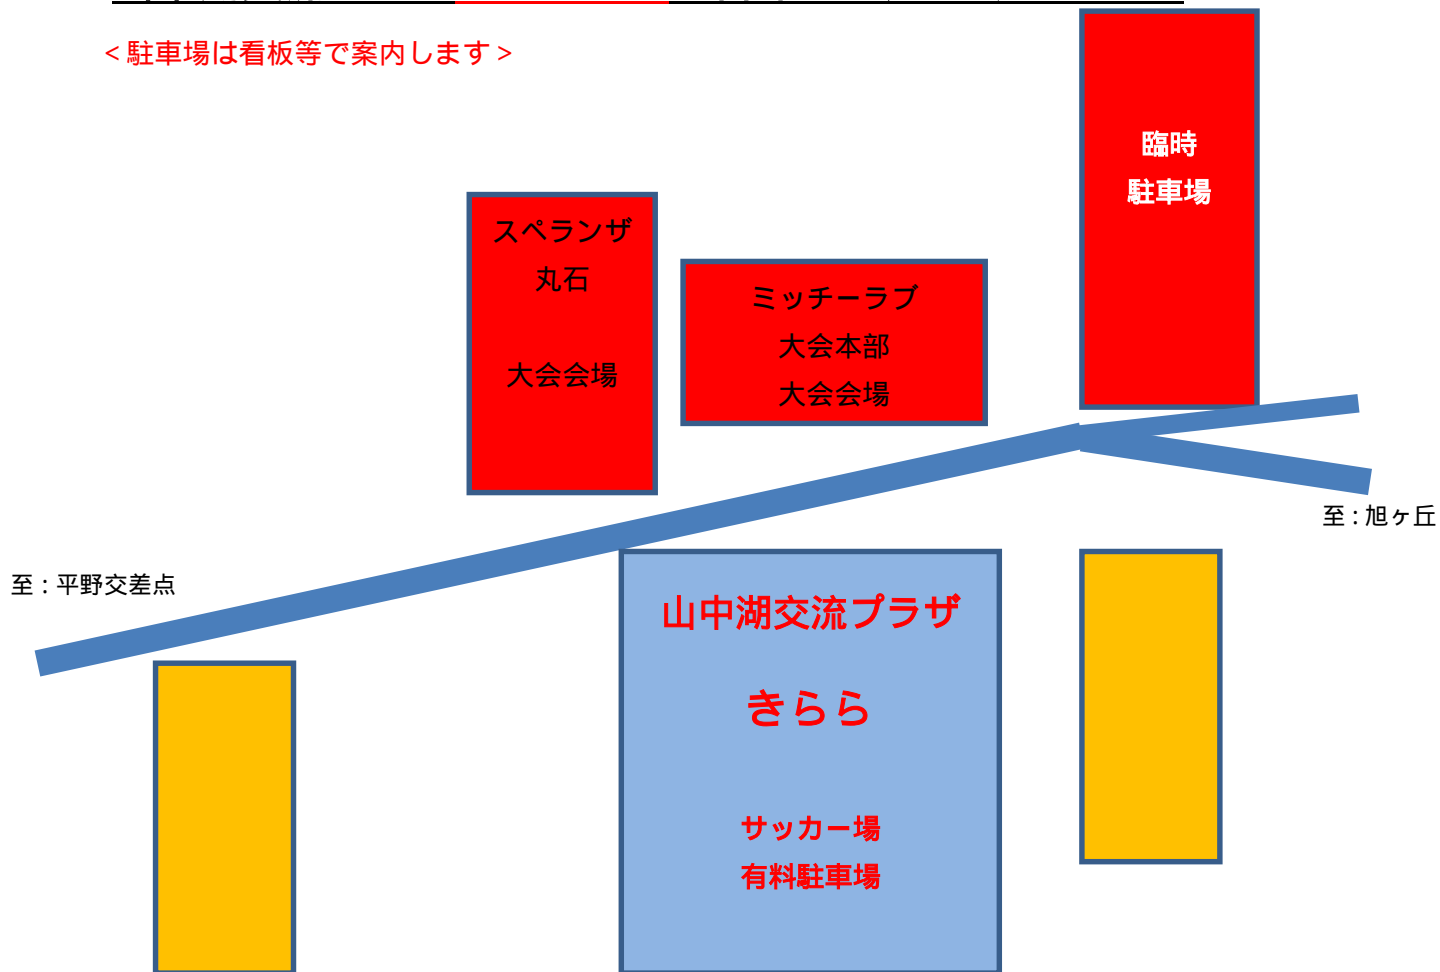 <駐車場は看板等で案内します>
臨時
駐車場
スペランザ
丸石
大会会場
ミッチーラブ
大会本部
大会会場
至:旭ヶ丘
至:平野交差点
山中湖交流プラザ
きらら
サッカー場
有料駐車場